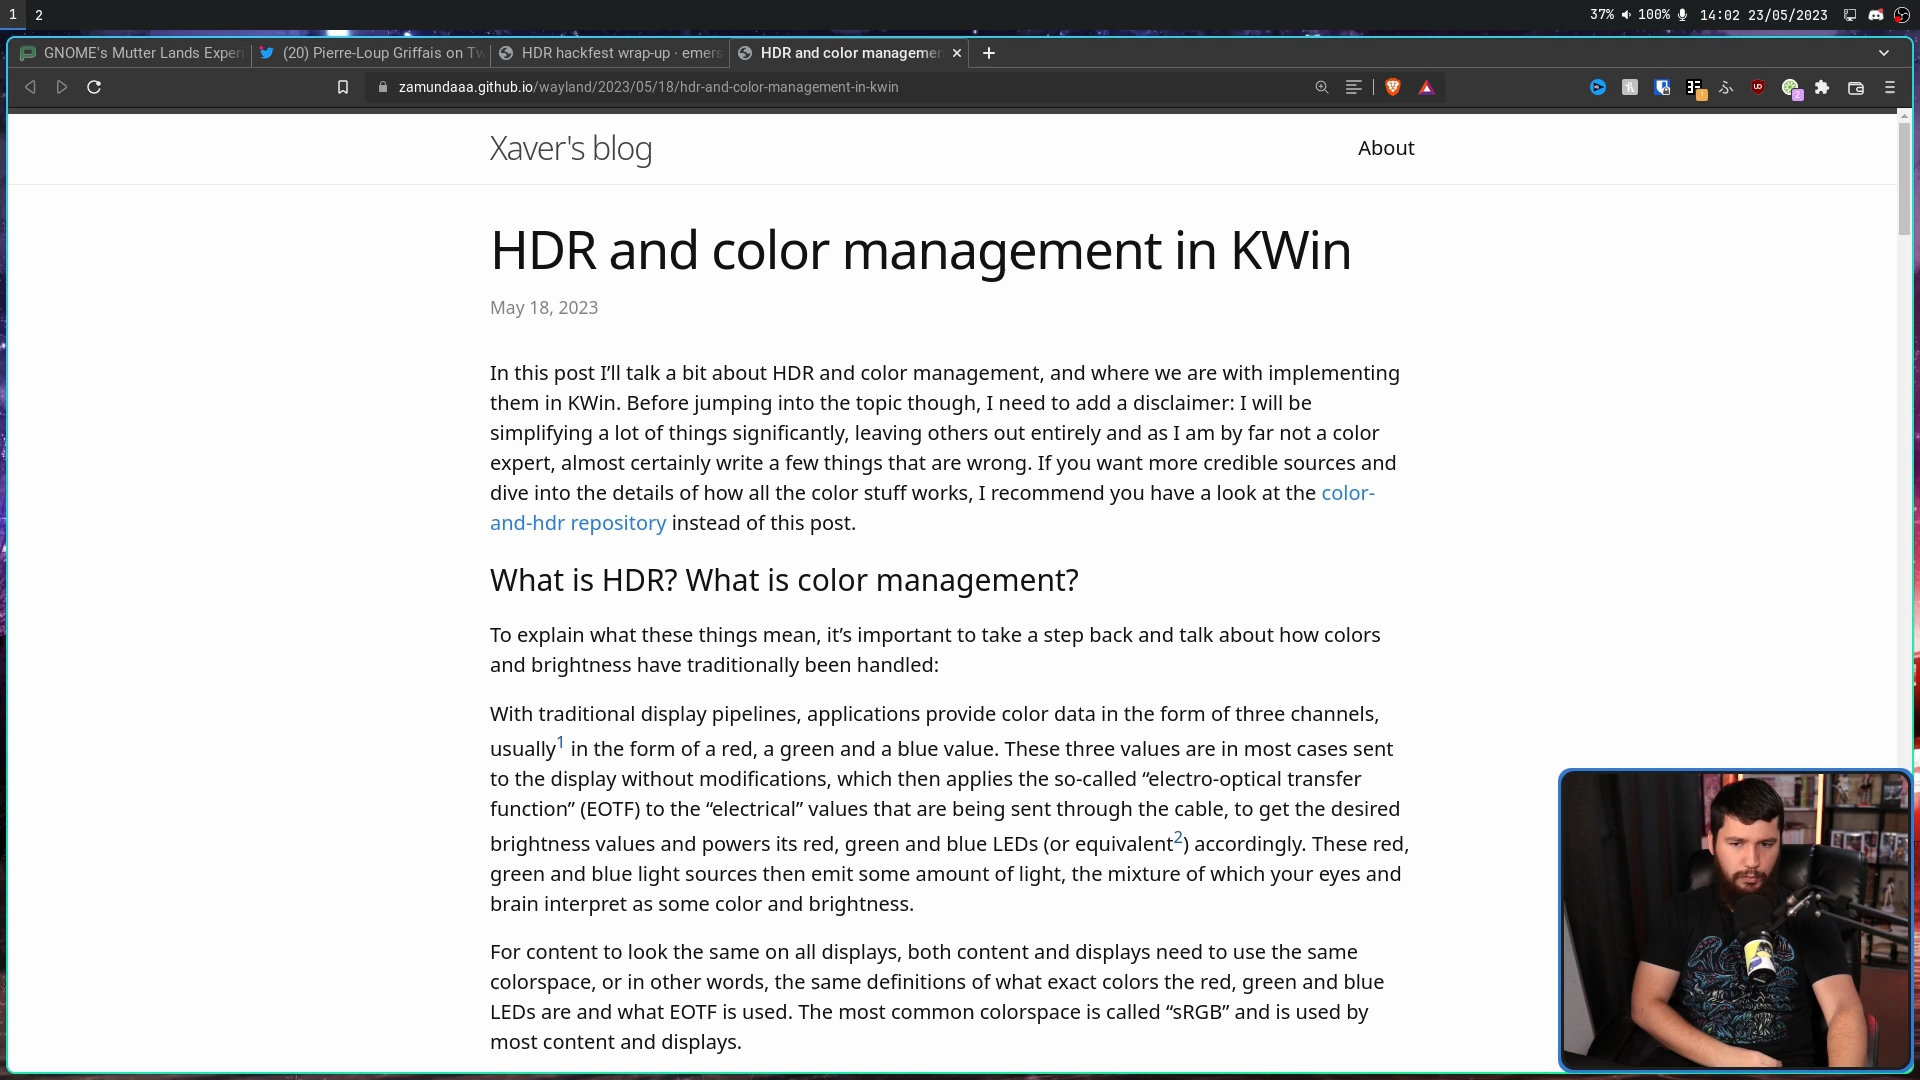 1 2 37% 100% 14:02 23/05/2023
GNOME's Mutter Lands Exper (20) Pierre-Loup Griffais on Tw HDR hackfest wrap-up · emers HDR and color managemen
zamundaaa.github.io/wayland/2023/05/18/hdr-and-color-management-in-kwin
Xaver's blog About
HDR and color management in KWin
May 18, 2023
In this post I’ll talk a bit about HDR and color management, and where we are with implementing
them in KWin. Before jumping into the topic though, I need to add a disclaimer: I will be
simplifying a lot of things significantly, leaving others out entirely and as I am by far not a color
expert, almost certainly write a few things that are wrong. If you want more credible sources and
dive into the details of how all the color stuff works, I recommend you have a look at the color-
and-hdr repository instead of this post.
What is HDR? What is color management?
To explain what these things mean, it’s important to take a step back and talk about how colors
and brightness have traditionally been handled:
With traditional display pipelines, applications provide color data in the form of three channels,
usually1 in the form of a red, a green and a blue value. These three values are in most cases sent
to the display without modifications, which then applies the so-called “electro-optical transfer
function” (EOTF) to the “electrical” values that are being sent through the cable, to get the desired
brightness values and powers its red, green and blue LEDs (or equivalent2) accordingly. These red,
green and blue light sources then emit some amount of light, the mixture of which your eyes and
brain interpret as some color and brightness.
For content to look the same on all displays, both content and displays need to use the same
colorspace, or in other words, the same definitions of what exact colors the red, green and blue
LEDs are and what EOTF is used. The most common colorspace is called “sRGB” and is used by
most content and displays.